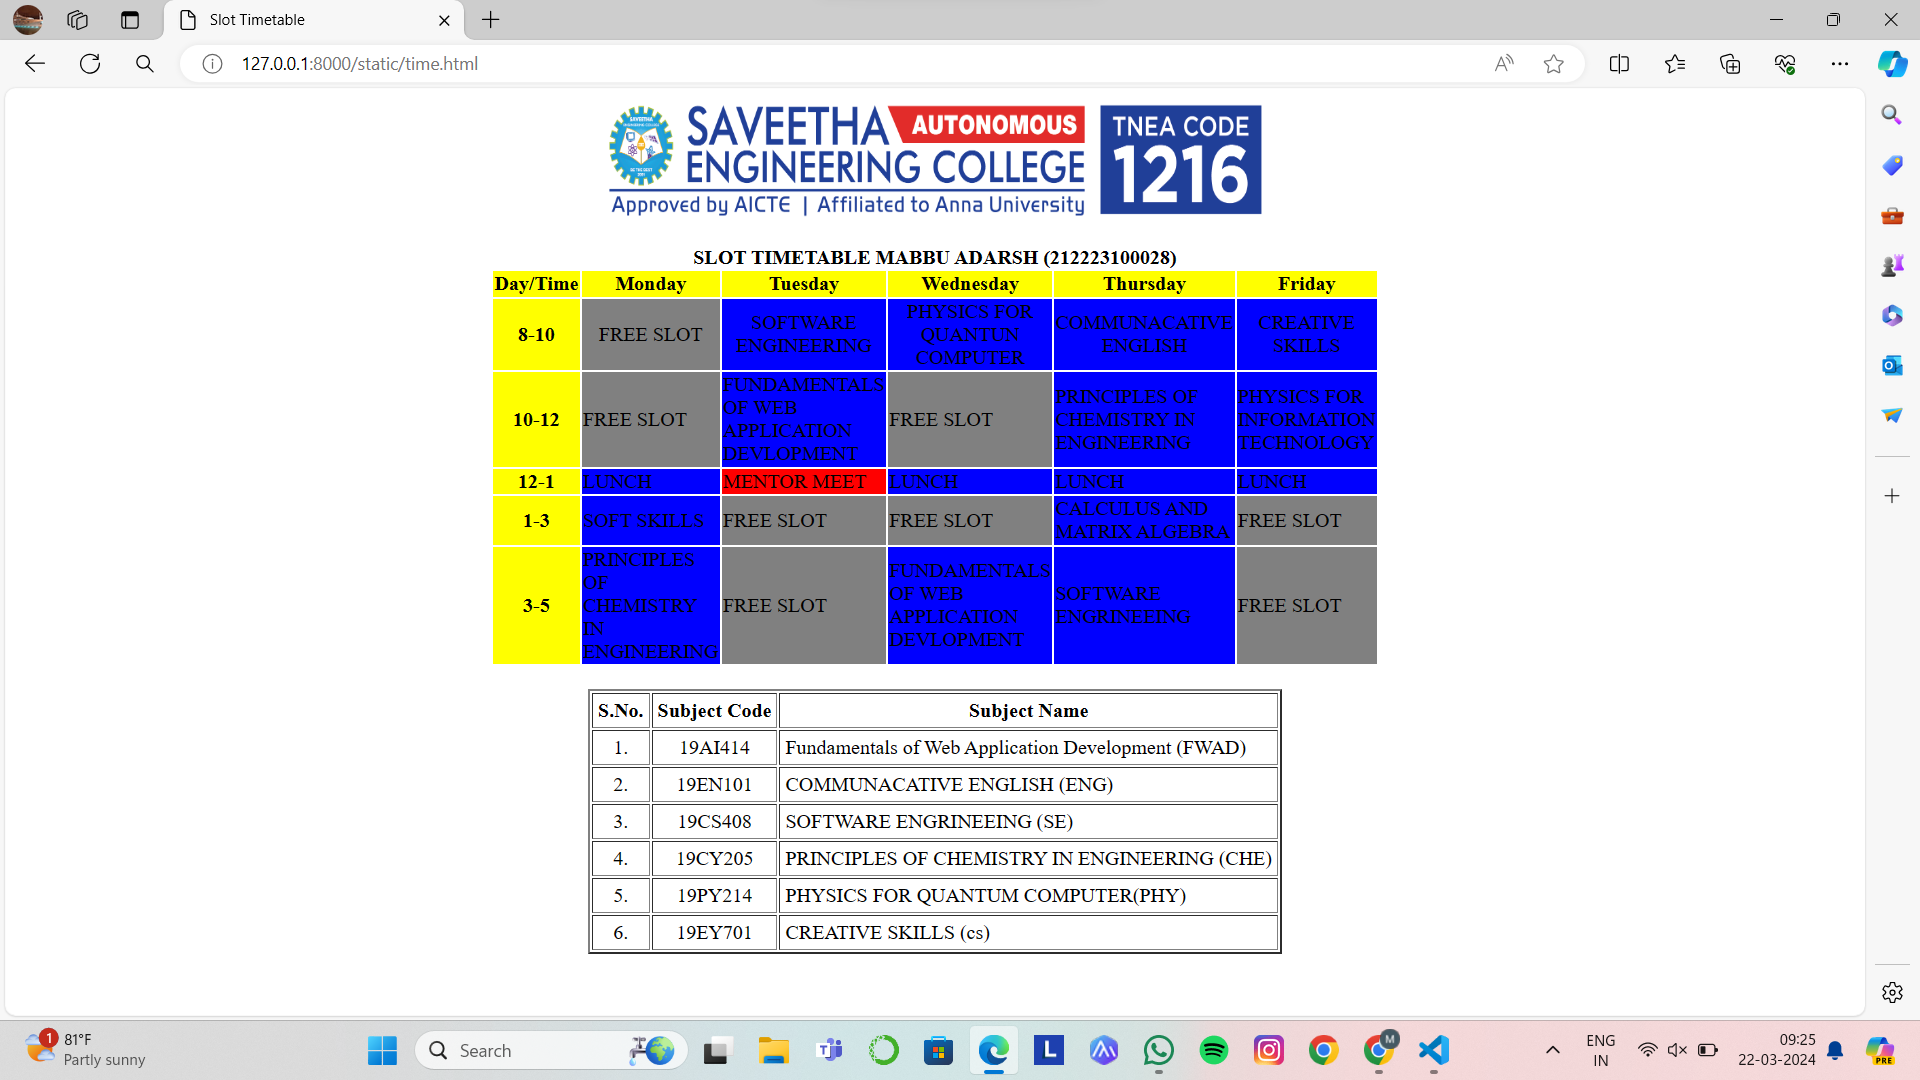 Slot Timetable
127.0.0.1:8000/static/time.html
SAVEETHA AUTONOMOUS
ENGINEERING COLLEGE
Approved by AICTE | Affiliated to Anna University
TNEA CODE
1216
SLOT TIMETABLE MABBU ADARSH (212223100028)
Day/Time Monday Tuesday Wednesday Thursday Friday
8-10 FREE SLOT SOFTWARE ENGINEERING PHYSICS FOR QUANTUN COMPUTER COMMUNACATIVE ENGLISH CREATIVE SKILLS
10-12 FREE SLOT FUNDAMENTALS OF WEB APPLICATION DEVLOPMENT FREE SLOT PRINCIPLES OF CHEMISTRY IN ENGINEERING PHYSICS FOR INFORMATION TECHNOLOGY
12-1 LUNCH MENTOR MEET LUNCH LUNCH LUNCH
1-3 SOFT SKILLS FREE SLOT FREE SLOT CALCULUS AND MATRIX ALGEBRA FREE SLOT
3-5 PRINCIPLES OF CHEMISTRY IN ENGINEERING FREE SLOT FUNDAMENTALS OF WEB APPLICATION DEVLOPMENT SOFTWARE ENGRINEEING FREE SLOT
S.No. Subject Code Subject Name
1. 19AI414 Fundamentals of Web Application Development (FWAD)
2. 19EN101 COMMUNACATIVE ENGLISH (ENG)
3. 19CS408 SOFTWARE ENGRINEEING (SE)
4. 19CY205 PRINCIPLES OF CHEMISTRY IN ENGINEERING (CHE)
5. 19PY214 PHYSICS FOR QUANTUM COMPUTER(PHY)
6. 19EY701 CREATIVE SKILLS (cs)
1
81°F
Partly sunny
Search
L
M
ENG
IN
09:25
22-03-2024
PRE